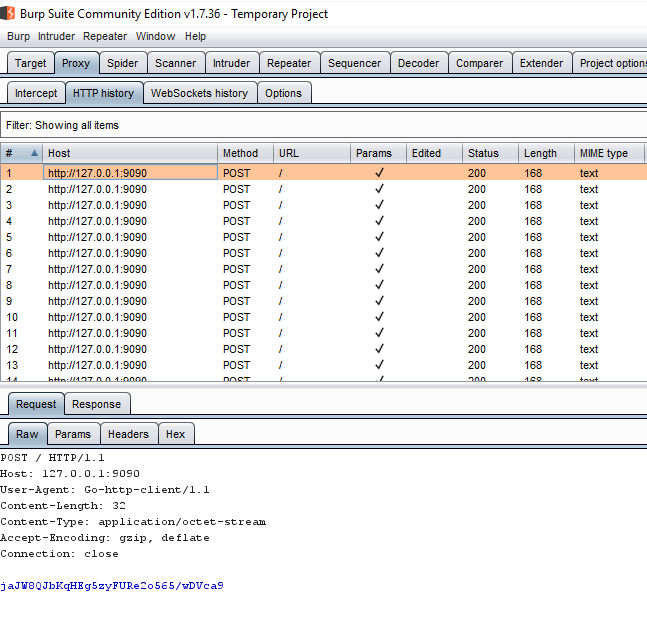 Burp Suite Community Edition v1.7.36 - Temporary Project
Burp Intruder Repeater Window Help
Target Proxy Spider Scanner Intruder Repeater Sequencer Decoder Comparer Extender Project options
Intercept HTTP history WebSockets history Options
Filter: Showing all items
# Host Method URL Params Edited Status Length MIME type
1 http://127.0.0.1:9090 POST / ✓ 200 168 text
2 http://127.0.0.1:9090 POST / ✓ 200 168 text
3 http://127.0.0.1:9090 POST / ✓ 200 168 text
4 http://127.0.0.1:9090 POST / ✓ 200 168 text
5 http://127.0.0.1:9090 POST / ✓ 200 168 text
6 http://127.0.0.1:9090 POST / ✓ 200 168 text
7 http://127.0.0.1:9090 POST / ✓ 200 168 text
8 http://127.0.0.1:9090 POST / ✓ 200 168 text
9 http://127.0.0.1:9090 POST / ✓ 200 168 text
10 http://127.0.0.1:9090 POST / ✓ 200 168 text
11 http://127.0.0.1:9090 POST / ✓ 200 168 text
12 http://127.0.0.1:9090 POST / ✓ 200 168 text
13 http://127.0.0.1:9090 POST / ✓ 200 168 text
14 http://127.0.0.1:9090 POST / ✓ 200 168 text
Request Response
Raw Params Headers Hex
POST / HTTP/1.1
Host: 127.0.0.1:9090
User-Agent: Go-http-client/1.1
Content-Length: 32
Content-Type: application/octet-stream
Accept-Encoding: gzip, deflate
Connection: close
jaJW8QJbKqHEg5zyFURe2o565/wDVca9